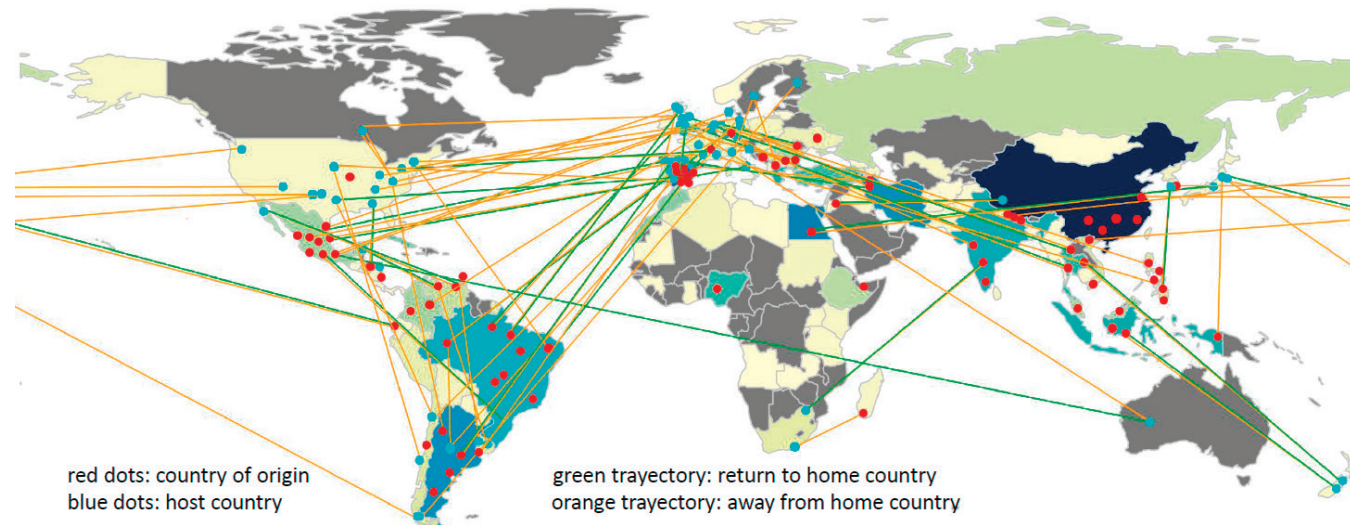 red dots: country of origin
blue dots: host country
green trayectory: return to home country
orange trayectory: away from home country